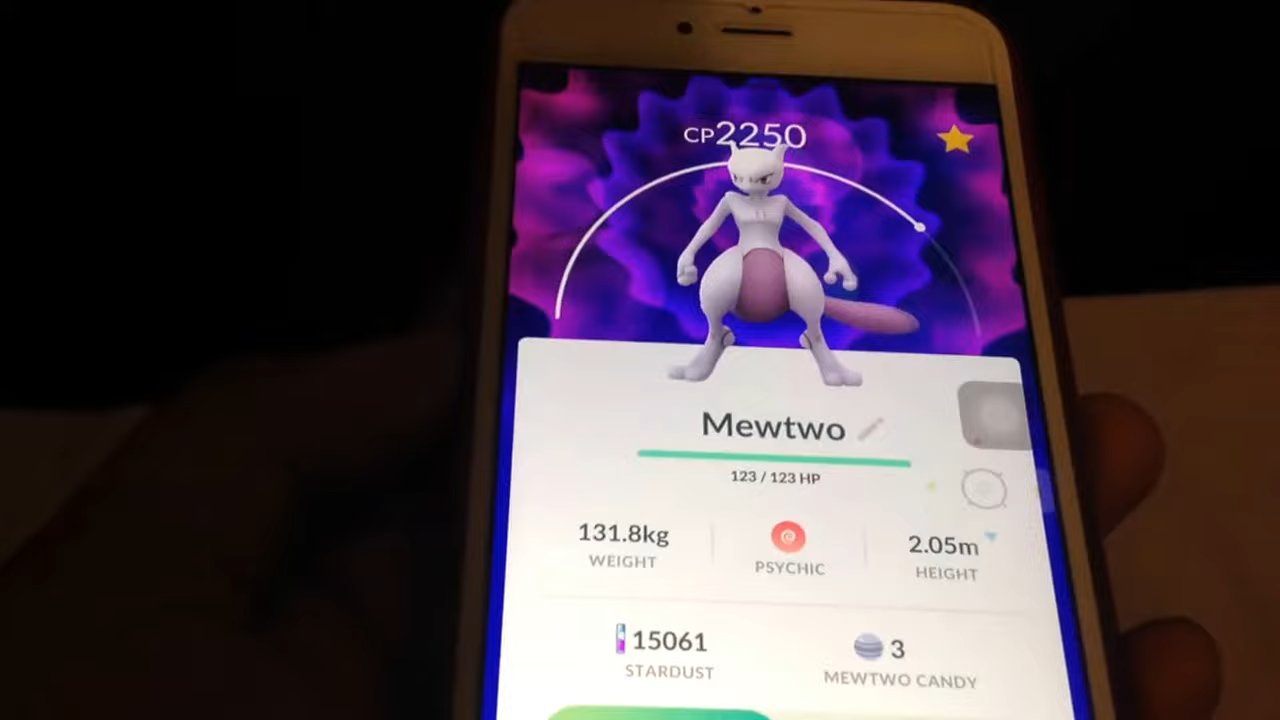 CP2250
Mewtwo
123 / 123 HP
131.8kg
WEIGHT
PSYCHIC
2.05m
HEIGHT
15061
STARDUST
3
MEWTWO CANDY